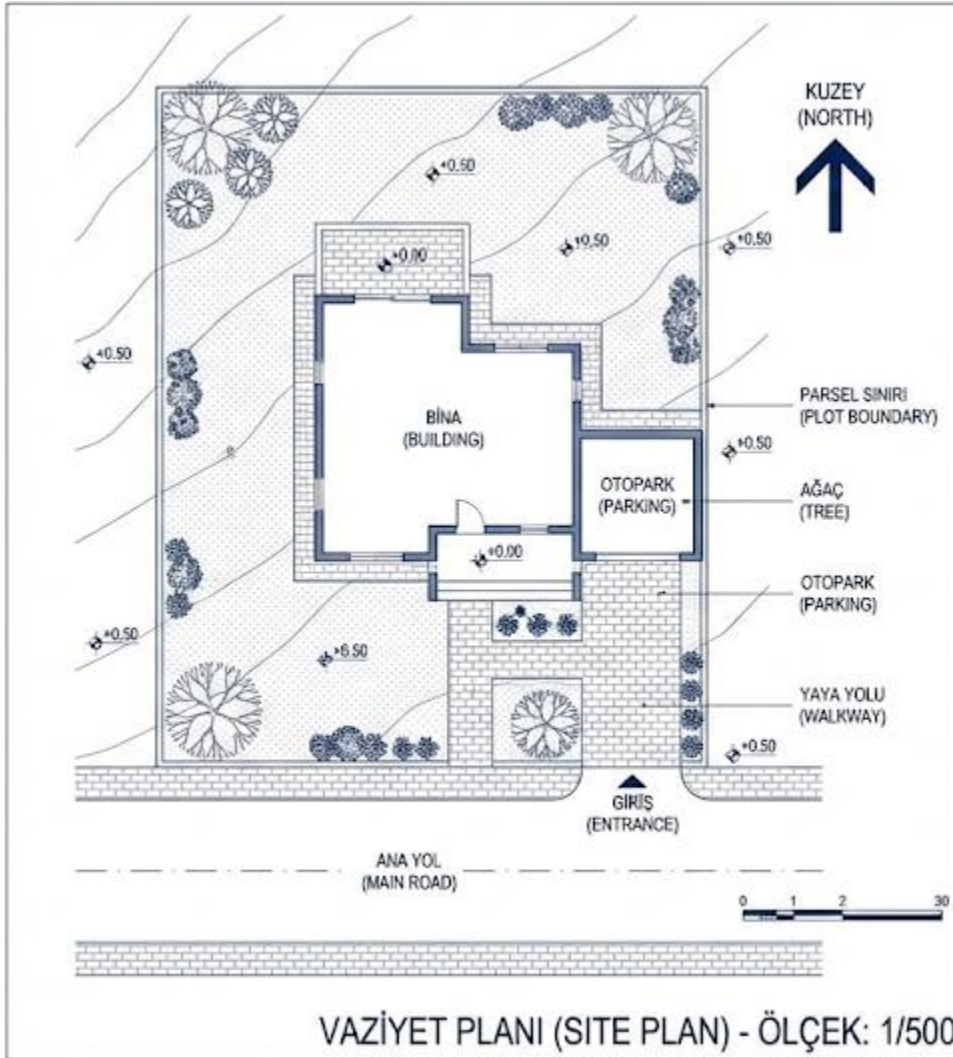 KUZEY
(NORTH)
+0.50
+0.00
+0.50
+0.50
+0.50
BİNA
(BUILDING)
PARSEL SINIRI
(PLOT BOUNDARY)
+0.50
OTOPARK
(PARKING)
AĞAÇ
(TREE)
+0.00
OTOPARK
(PARKING)
+0.50
+6.50
YAYA YOLU
(WALKWAY)
+0.50
GİRİŞ
(ENTRANCE)
ANA YOL
(MAIN ROAD)
0 1 2 30
VAZİYET PLANI (SITE PLAN) - ÖLÇEK: 1/500